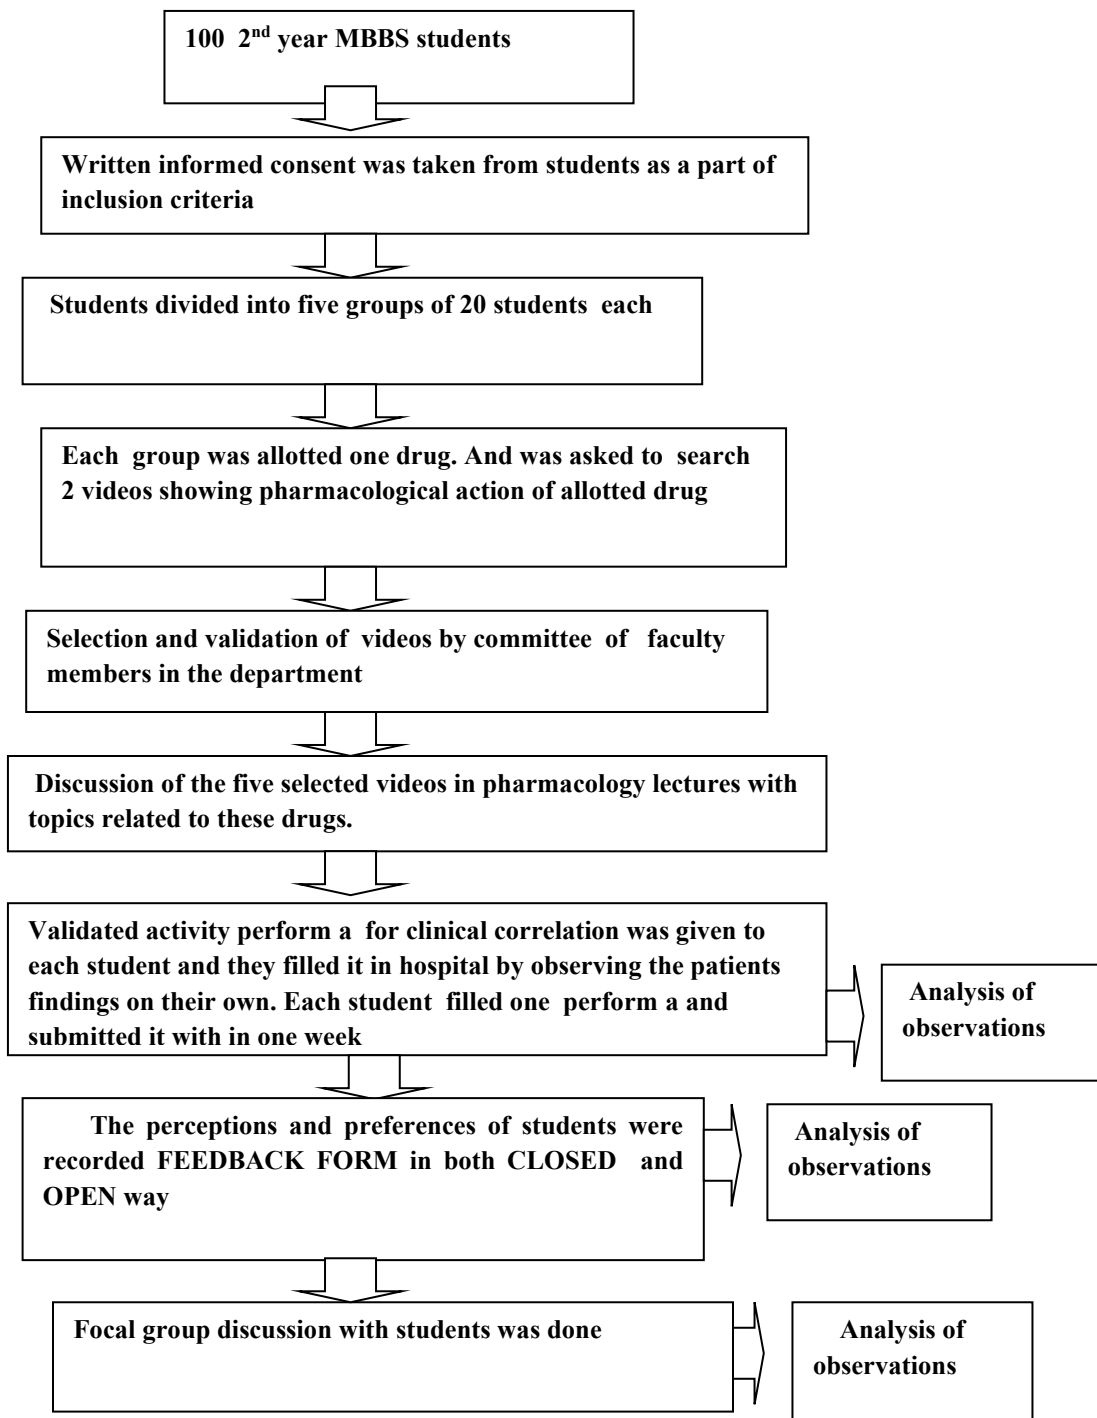 100 2nd year MBBS students
Written informed consent was taken from students as a part of
inclusion criteria
Students divided into five groups of 20 students each
Each group was allotted one drug. And was asked to search
2 videos showing pharmacological action of allotted drug
Selection and validation of videos by committee of faculty
members in the department
Discussion of the five selected videos in pharmacology lectures with
topics related to these drugs.
Validated activity perform a for clinical correlation was given to
each student and they filled it in hospital by observing the patients
findings on their own. Each student filled one perform a and
submitted it with in one week
Analysis of
observations
The perceptions and preferences of students were
recorded FEEDBACK FORM in both CLOSED and
OPEN way
Analysis of
observations
Focal group discussion with students was done
Analysis of
observations